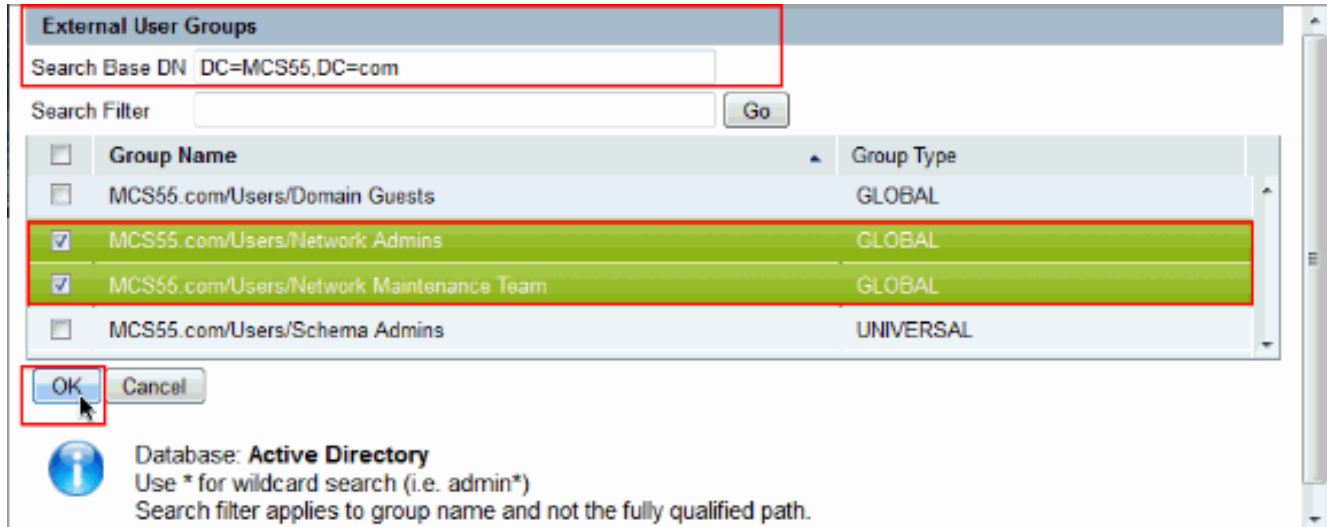 External User Groups
Search Base DN DC=MCS55,DC=com
Search Filter Go
Group Name Group Type
MCS55.com/Users/Domain Guests GLOBAL
MCS55.com/Users/Network Admins GLOBAL
MCS55.com/Users/Network Maintenance Team GLOBAL
MCS55.com/Users/Schema Admins UNIVERSAL
OK Cancel
Database: Active Directory
Use * for wildcard search (i.e. admin*)
Search filter applies to group name and not the fully qualified path.